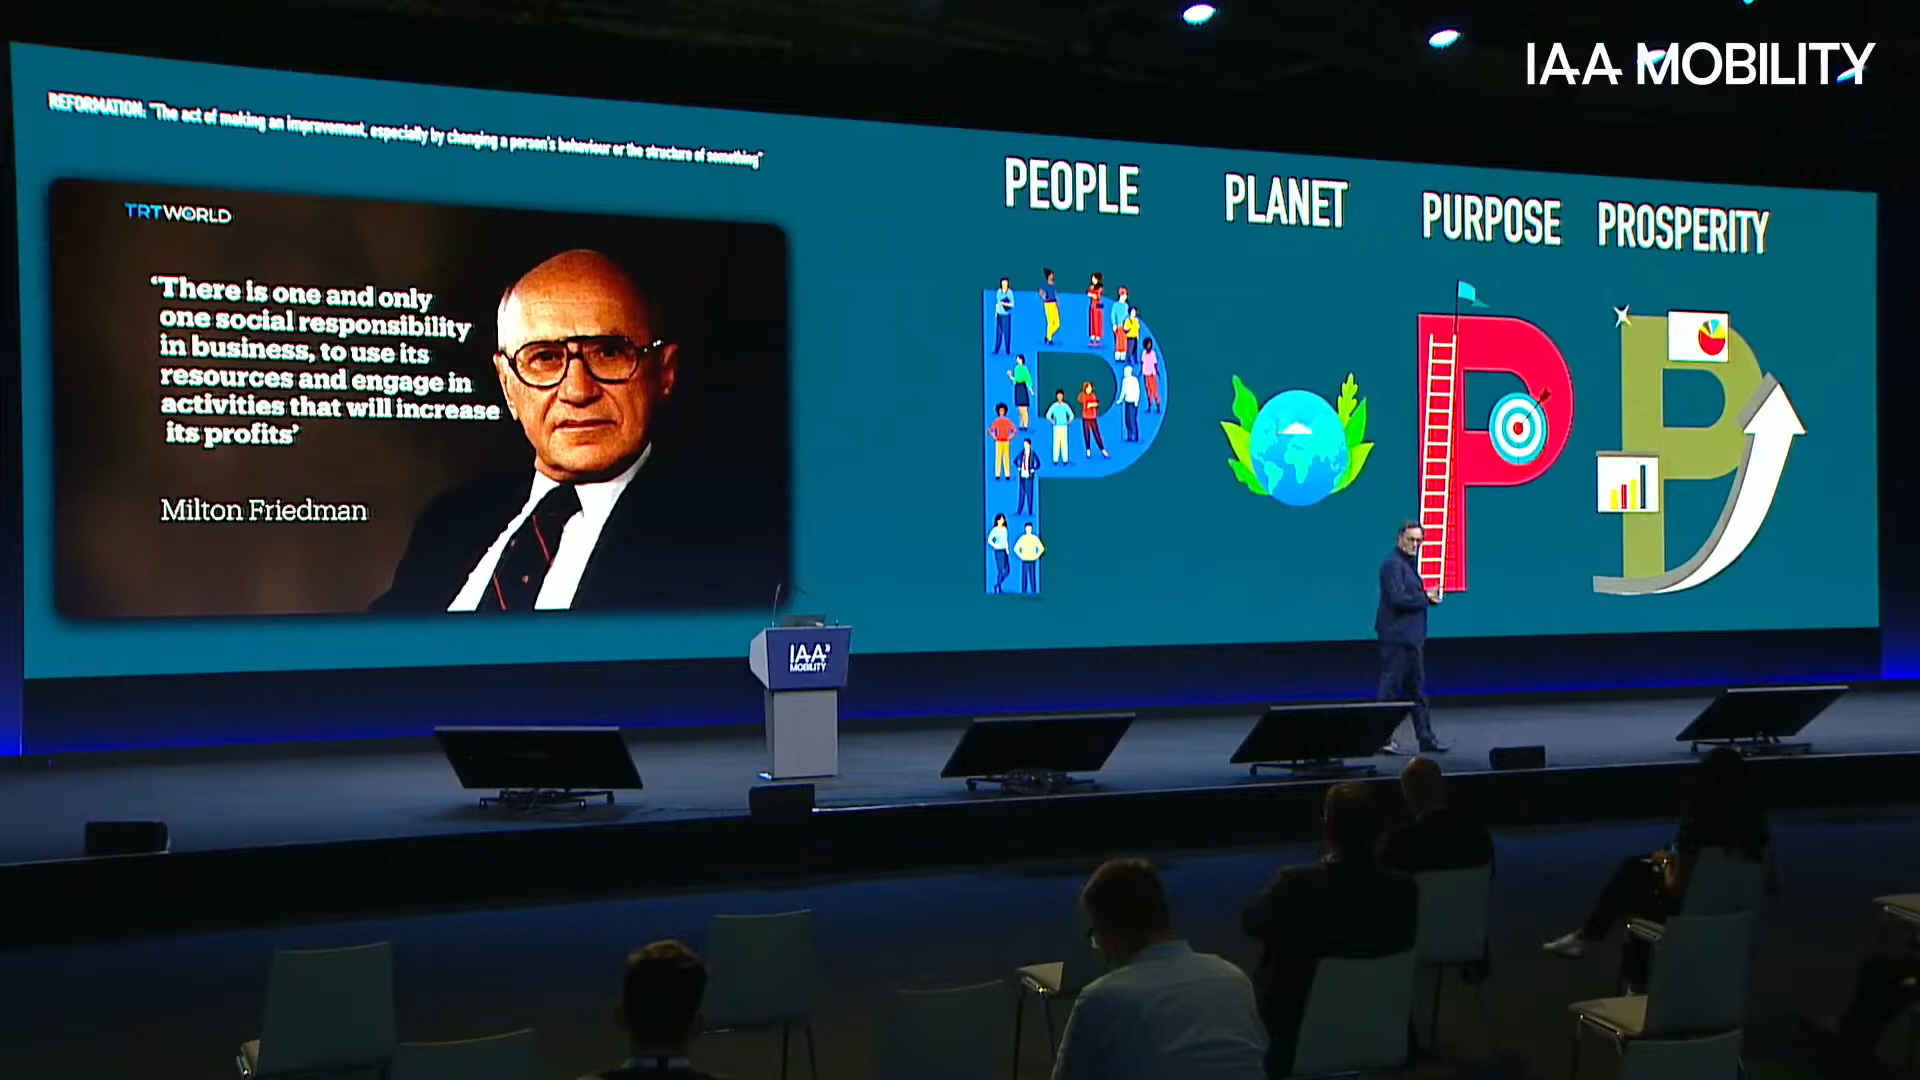 IAA MOBILITY
REFORMATION: "The act of making an improvement, especially by changing a person's behaviour or the structure of something"
PEOPLE
PLANET
PURPOSE
PROSPERITY
TRTWORLD
‘There is one and only
one social responsibility
in business, to use its
resources and engage in
activities that will increase
its profits’
Milton Friedman
IAA
MOBILITY